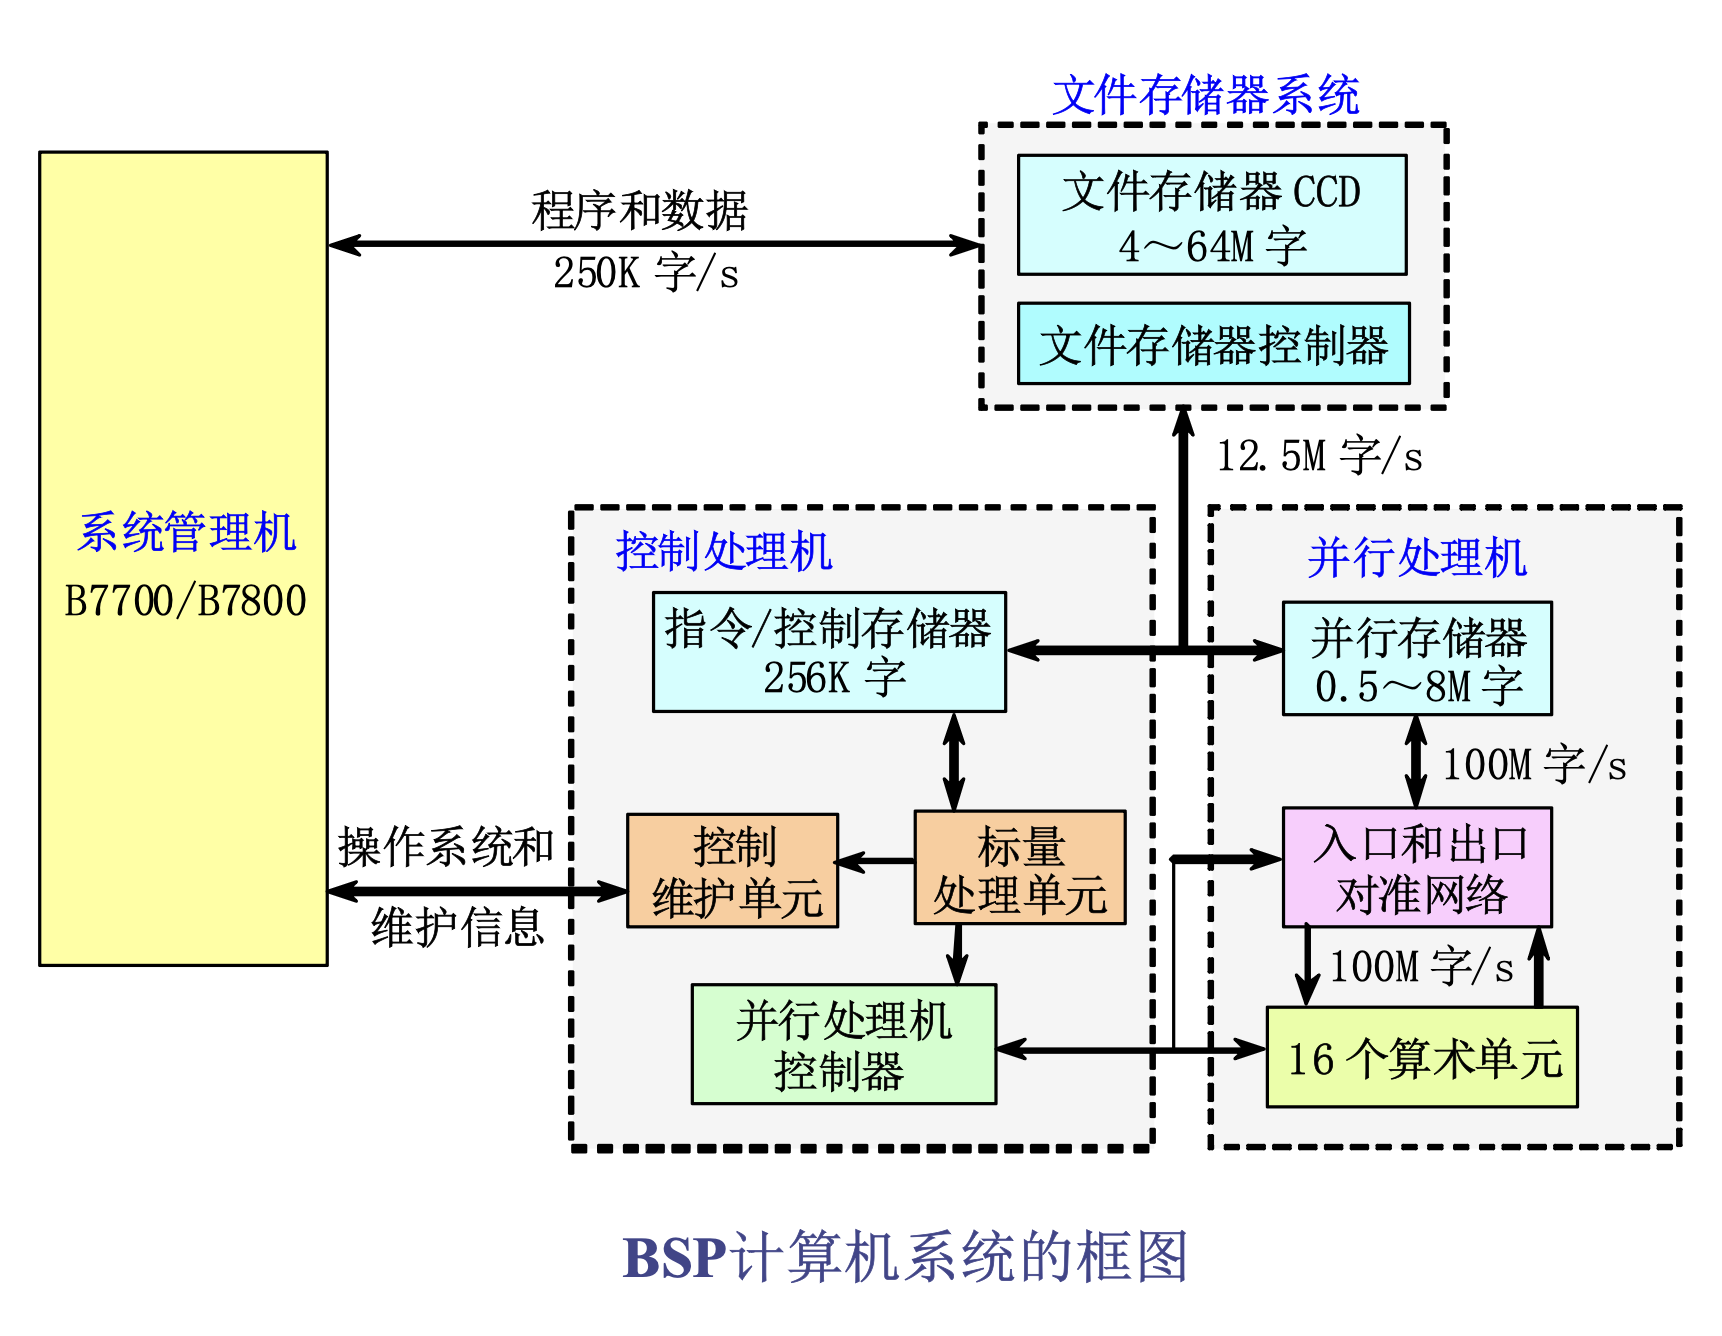 文件存储器系统
文件存储器 CCD
4～64M 字
文件存储器控制器
程序和数据
250K 字/s
12.5M 字/s
系统管理机
B7700/B7800
操作系统和
维护信息
控制处理机
指令/控制存储器
256K 字
控制
维护单元
标量
处理单元
并行处理机
控制器
并行处理机
并行存储器
0.5～8M 字
100M 字/s
入口和出口
对准网络
100M 字/s
16 个算术单元
BSP计算机系统的框图